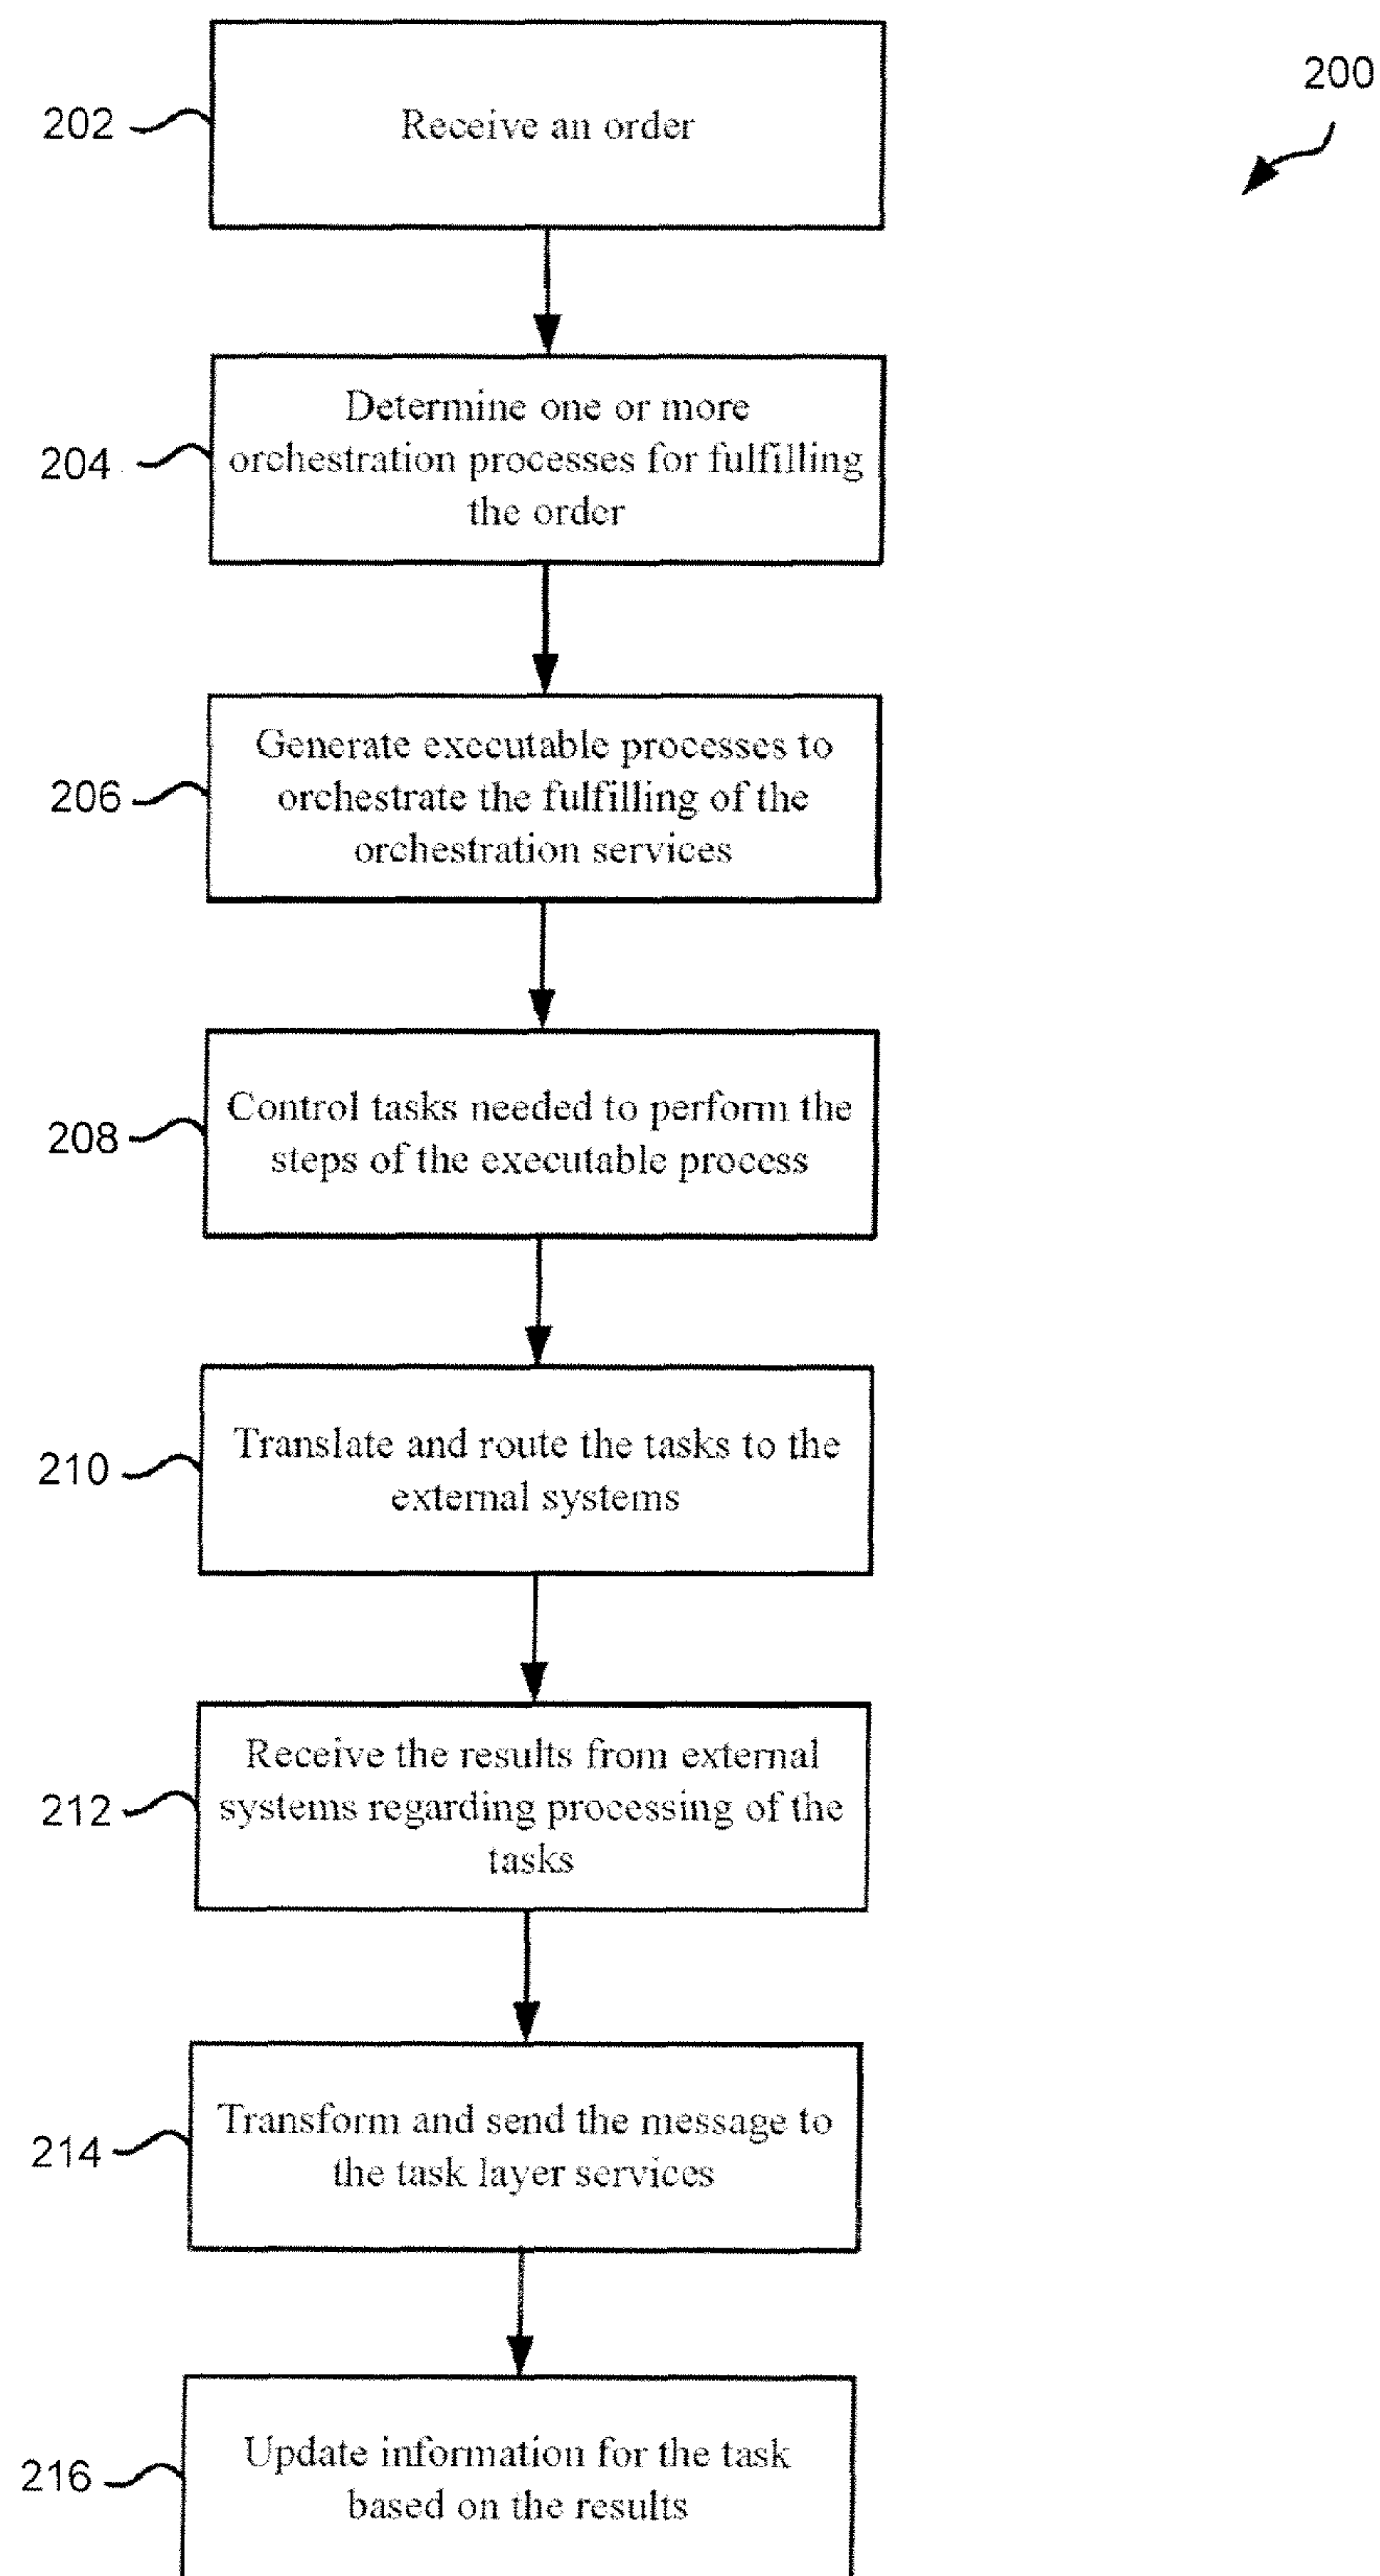 200
202
Receive an order
204
Determine one or more
orchestration processes for fulfilling
the order
206
Generate executable processes to
orchestrate the fulfilling of the
orchestration services
208
Control tasks needed to perform the
steps of the executable process
210
Translate and route the tasks to the
external systems
212
Receive the results from external
systems regarding processing of the
tasks
214
Transform and send the message to
the task layer services
216
Update information for the task
based on the results